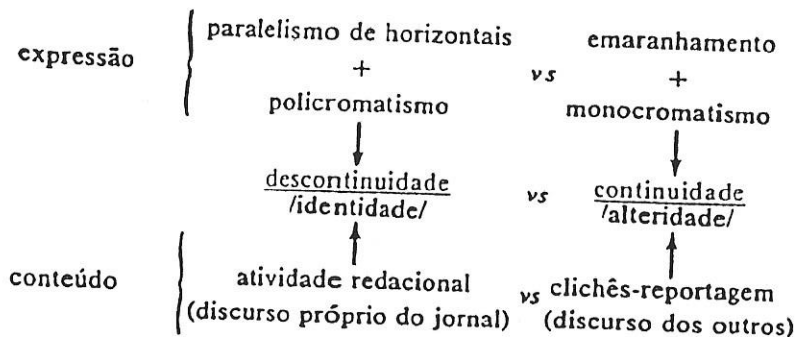 paralelismo de horizontais emaranhamento
expressão + vs +
policromatismo monocromatismo
descontinuidade vs continuidade
/identidade/ /alteridade/
conteúdo atividade redacional vs clichês-reportagem
(discurso próprio do jornal) (discurso dos outros)